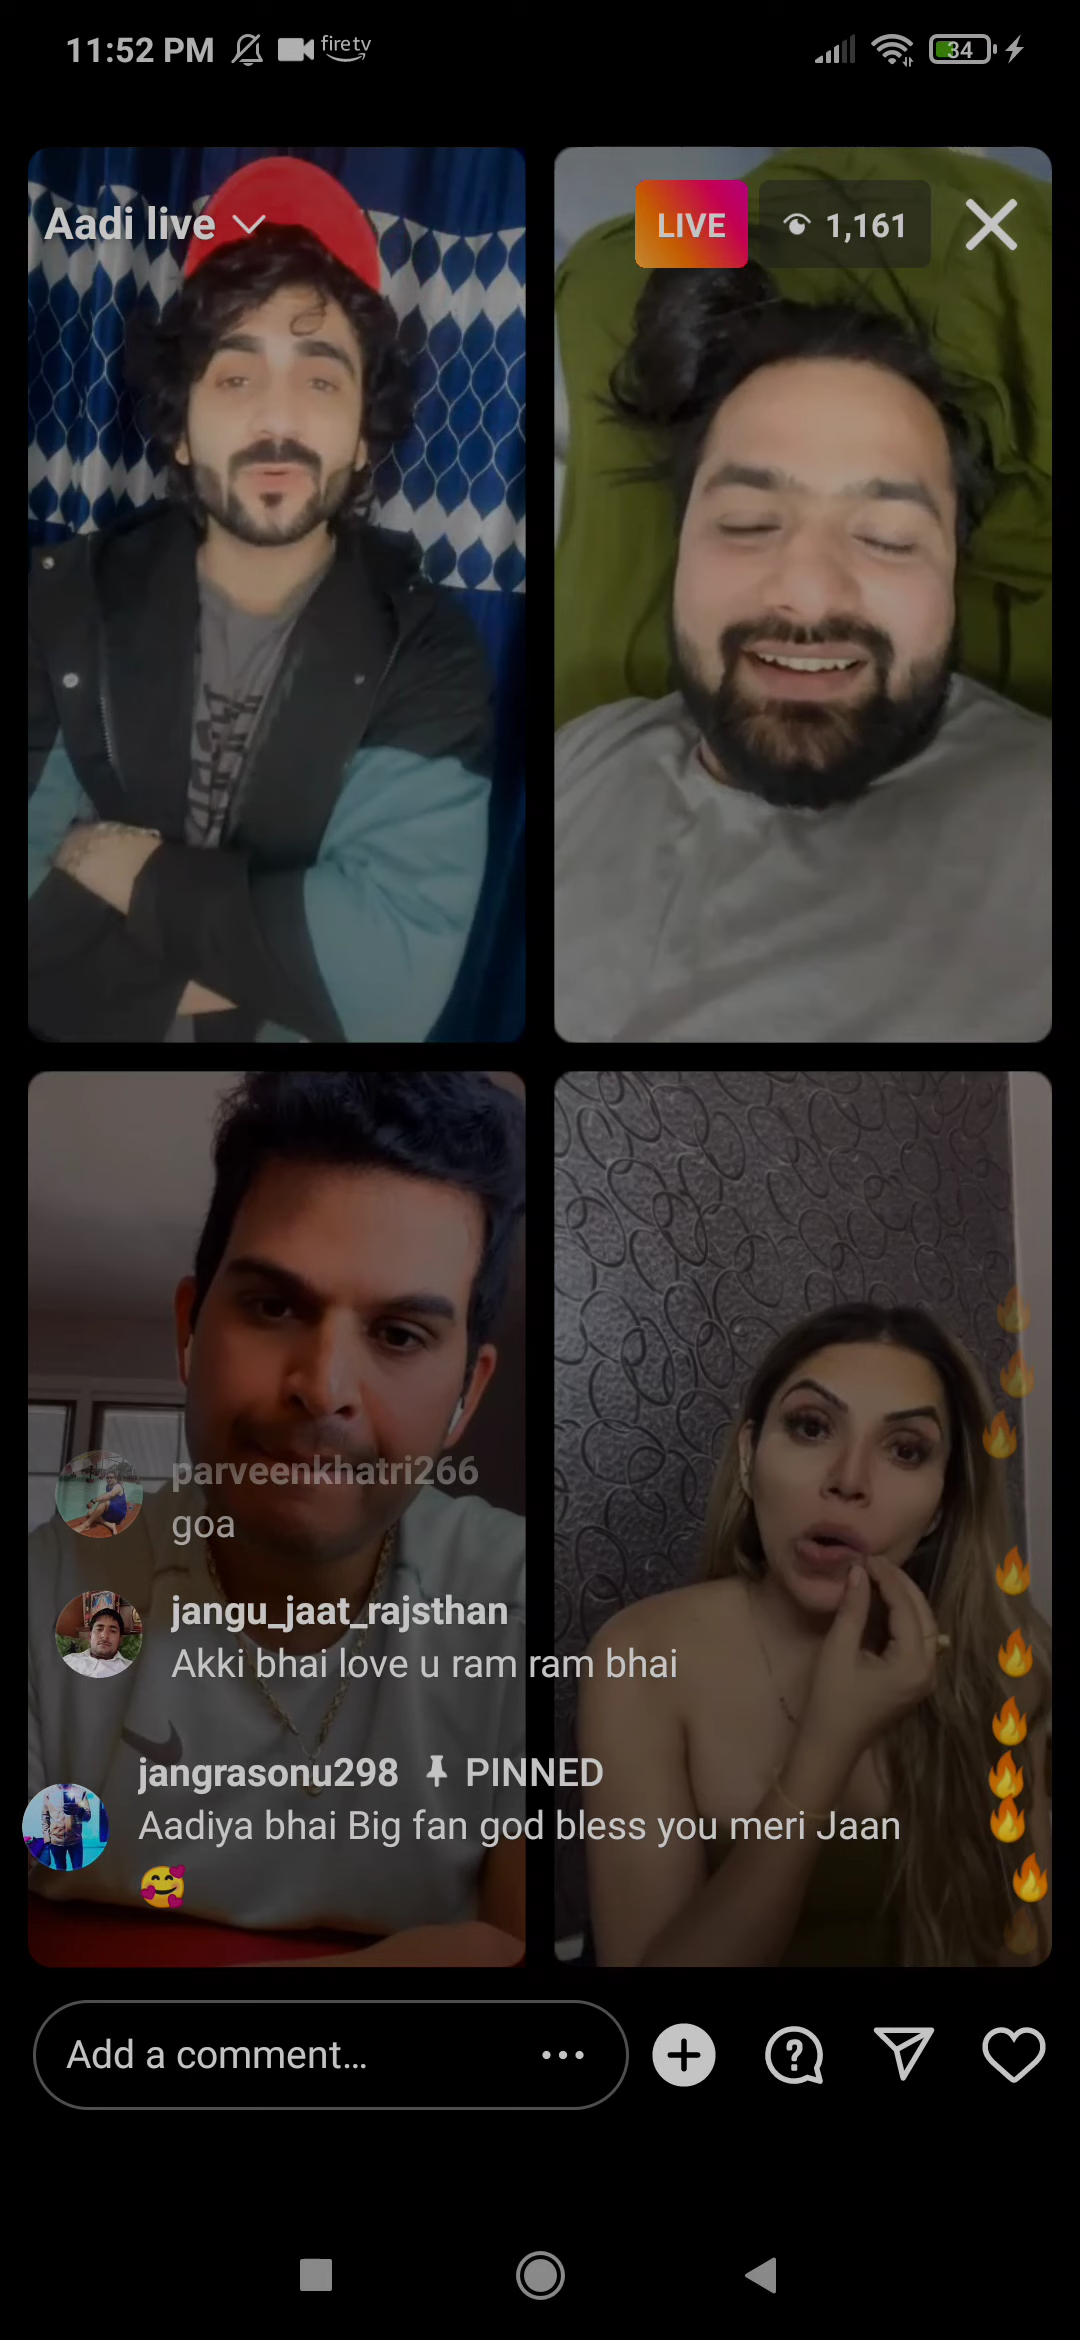 11:52 PM firetv 34
Aadi live LIVE 1,161
parveenkhatri266
goa
jangu_jaat_rajsthan
Akki bhai love u ram ram bhai
jangrasonu298 PINNED
Aadiya bhai Big fan god bless you meri Jaan
🥰
Add a comment...